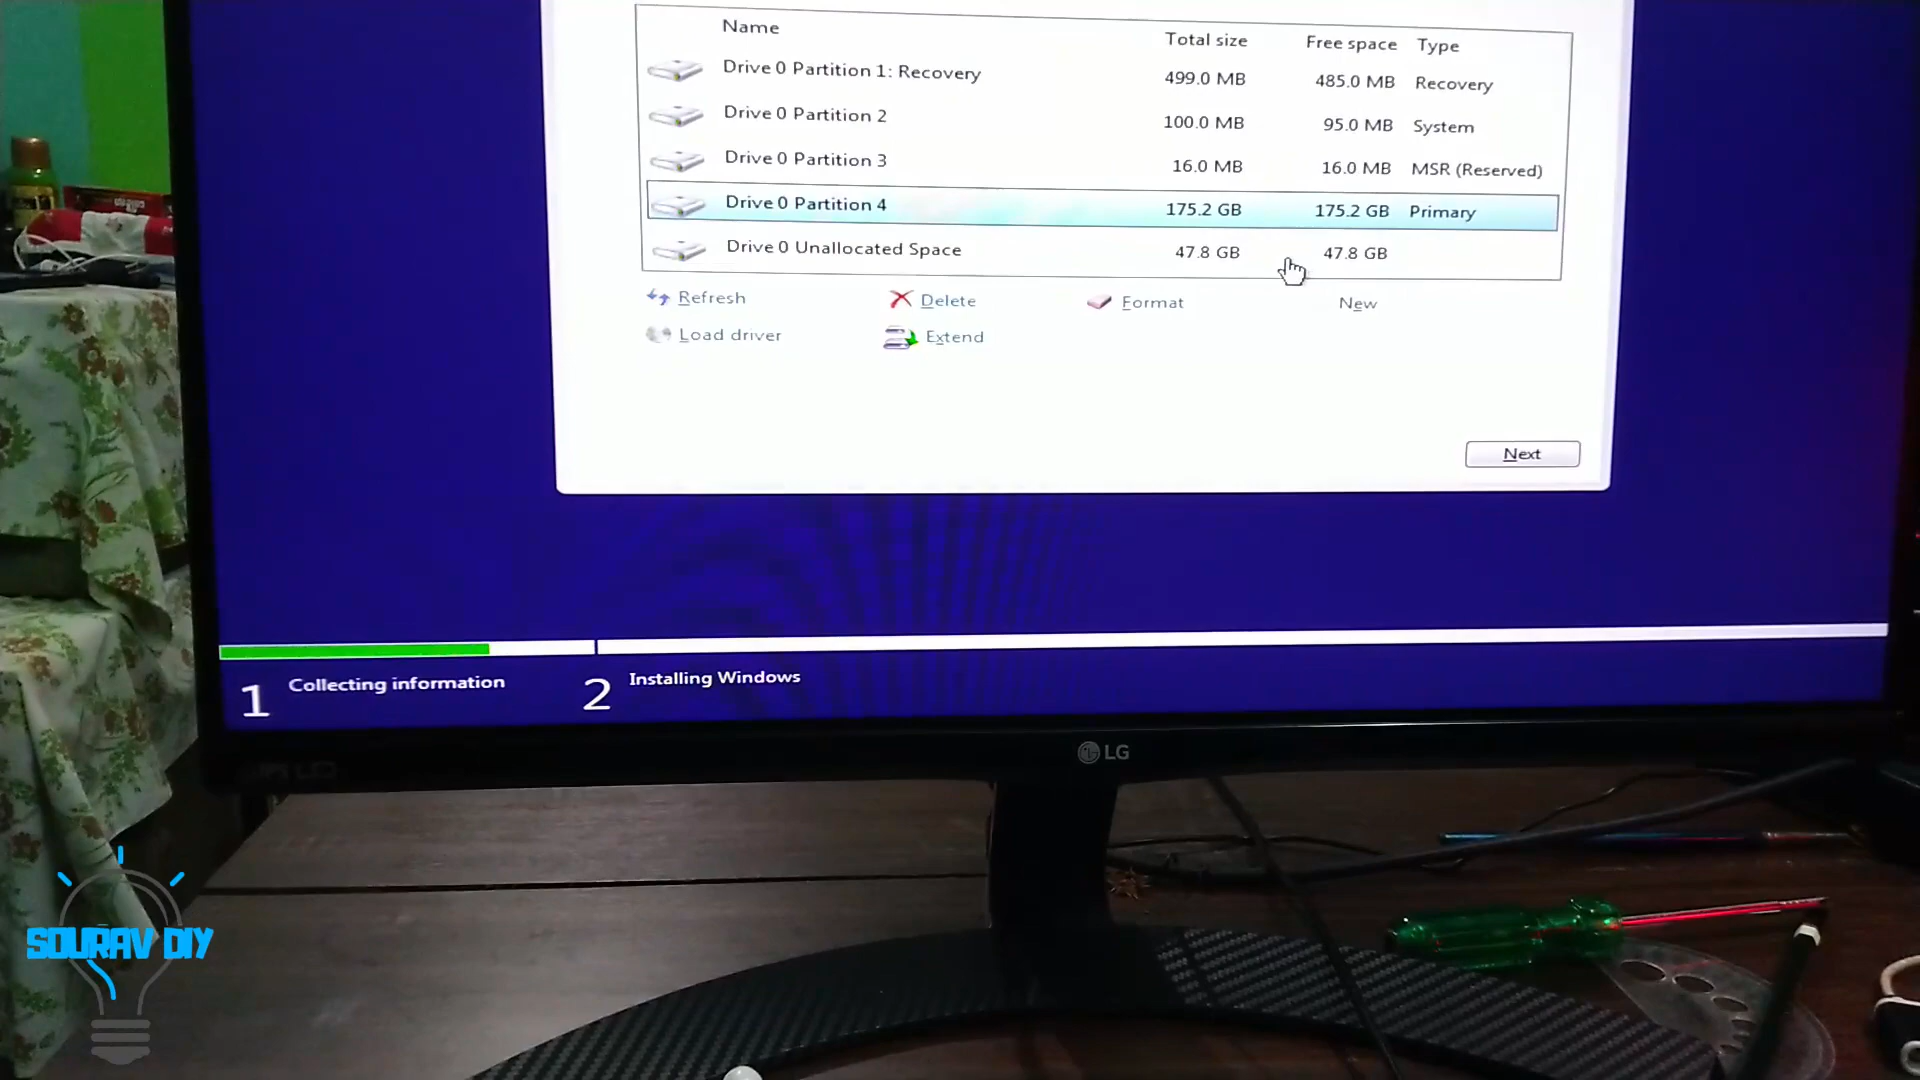 Name Total size Free space Type
Drive 0 Partition 1: Recovery 499.0 MB 485.0 MB Recovery
Drive 0 Partition 2 100.0 MB 95.0 MB System
Drive 0 Partition 3 16.0 MB 16.0 MB MSR (Reserved)
Drive 0 Partition 4 175.2 GB 175.2 GB Primary
Drive 0 Unallocated Space 47.8 GB 47.8 GB
Refresh Delete Format New
Load driver Extend
Next
1 Collecting information 2 Installing Windows
LG
SOURAV DIY